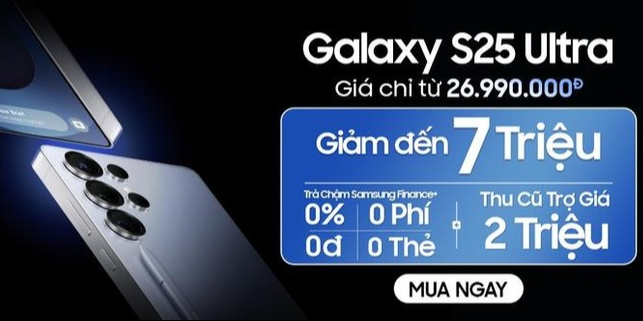 Galaxy S25 Ultra
Giá chỉ từ 26.990.000Đ
Giảm đến 7 Triệu
Trả Chậm Samsung Finance+
0% 0 Phí
0đ 0 Thẻ
Thu Cũ Trợ Giá
2 Triệu
MUA NGAY